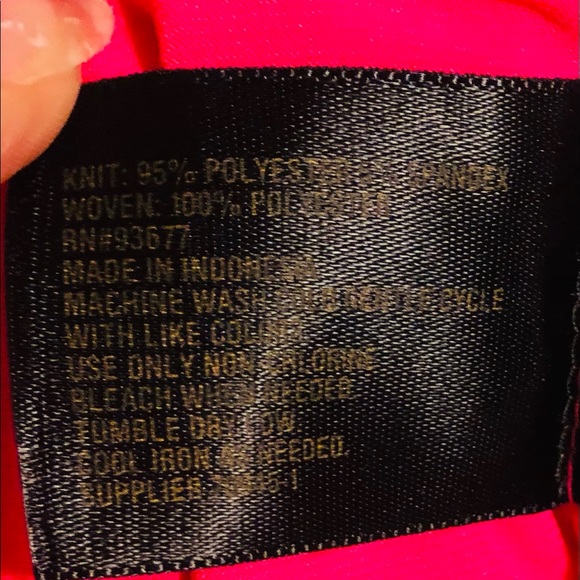 KNIT: 95% POLYESTER 5% SPANDEX
WOVEN: 100% POLYESTER
RN#93677
MADE IN INDONESIA
MACHINE WASH COLD GENTLE CYCLE
WITH LIKE COLORS
USE ONLY NON-CHLORINE
BLEACH WHEN NEEDED
TUMBLE DRY LOW.
COOL IRON AS NEEDED.
SUPPLIER